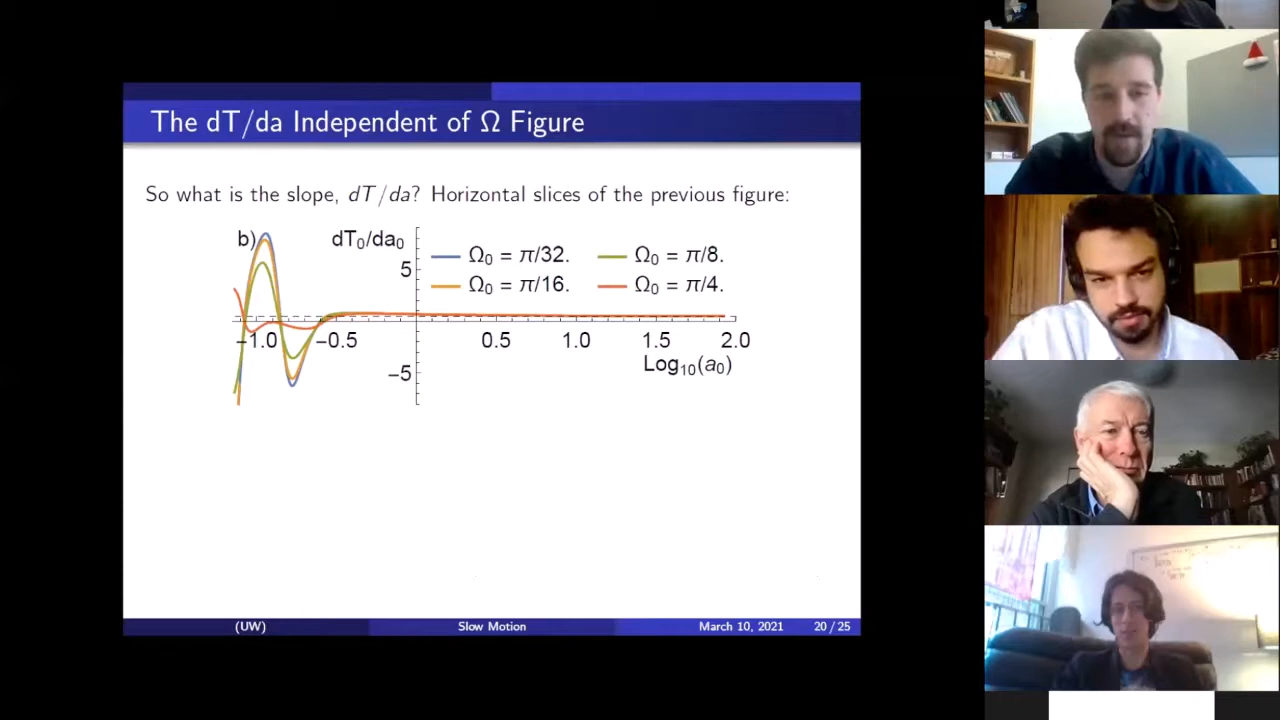 The dT/da Independent of Ω Figure
So what is the slope, dT/da? Horizontal slices of the previous figure:
b) dT₀/da₀ Ω₀ = π/32. Ω₀ = π/8.
5 Ω₀ = π/16. Ω₀ = π/4.
−1.0 −0.5 0.5 1.0 1.5 2.0
−5 Log₁₀(a₀)
(UW) Slow Motion March 10, 2021 20 / 25